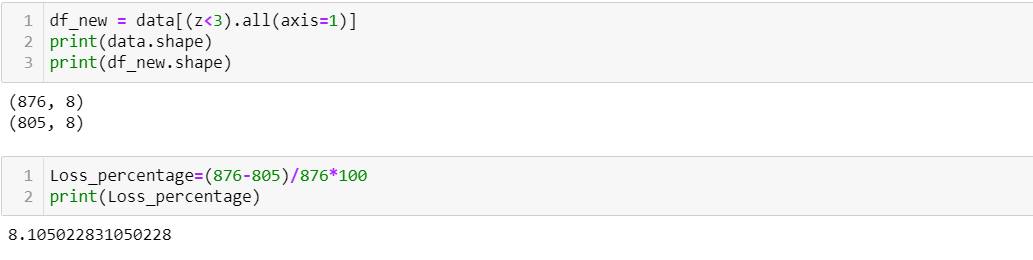 1 df_new = data[(z<3).all(axis=1)]
2 print(data.shape)
3 print(df_new.shape)
(876, 8)
(805, 8)
1 Loss_percentage=(876-805)/876*100
2 print(Loss_percentage)
8.105022831050228